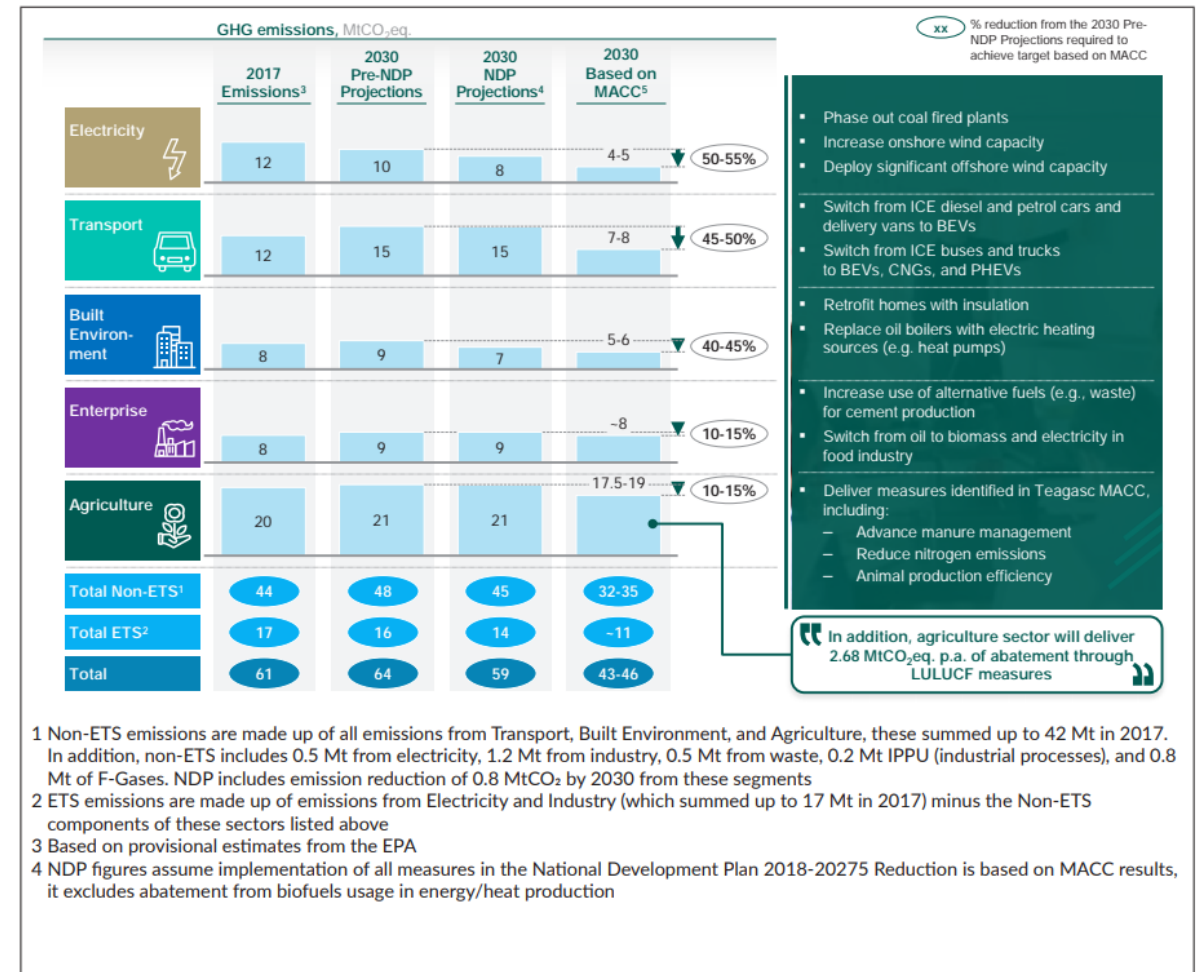 GHG emissions, MtCO₂eq.
xx % reduction from the 2030 Pre-
NDP Projections required to
achieve target based on MACC
2017
Emissions³
2030
Pre-NDP
Projections
2030
NDP
Projections⁴
2030
Based on
MACC⁵
Electricity
12
10
8
4-5
50-55%
▪ Phase out coal fired plants
▪ Increase onshore wind capacity
▪ Deploy significant offshore wind capacity
Transport
12
15
15
7-8
45-50%
▪ Switch from ICE diesel and petrol cars and
delivery vans to BEVs
▪ Switch from ICE buses and trucks
to BEVs, CNGs, and PHEVs
Built
Environ-
ment
8
9
7
5-6
40-45%
▪ Retrofit homes with insulation
▪ Replace oil boilers with electric heating
sources (e.g. heat pumps)
Enterprise
8
9
9
~8
10-15%
▪ Increase use of alternative fuels (e.g., waste)
for cement production
▪ Switch from oil to biomass and electricity in
food industry
Agriculture
20
21
21
17.5-19
10-15%
▪ Deliver measures identified in Teagasc MACC,
including:
– Advance manure management
– Reduce nitrogen emissions
– Animal production efficiency
Total Non-ETS¹
44
48
45
32-35
Total ETS²
17
16
14
~11
Total
61
64
59
43-46
In addition, agriculture sector will deliver
2.68 MtCO₂eq. p.a. of abatement through
LULUCF measures
1 Non-ETS emissions are made up of all emissions from Transport, Built Environment, and Agriculture, these summed up to 42 Mt in 2017.
In addition, non-ETS includes 0.5 Mt from electricity, 1.2 Mt from industry, 0.5 Mt from waste, 0.2 Mt IPPU (industrial processes), and 0.8
Mt of F-Gases. NDP includes emission reduction of 0.8 MtCO₂ by 2030 from these segments
2 ETS emissions are made up of emissions from Electricity and Industry (which summed up to 17 Mt in 2017) minus the Non-ETS
components of these sectors listed above
3 Based on provisional estimates from the EPA
4 NDP figures assume implementation of all measures in the National Development Plan 2018-20275 Reduction is based on MACC results,
it excludes abatement from biofuels usage in energy/heat production